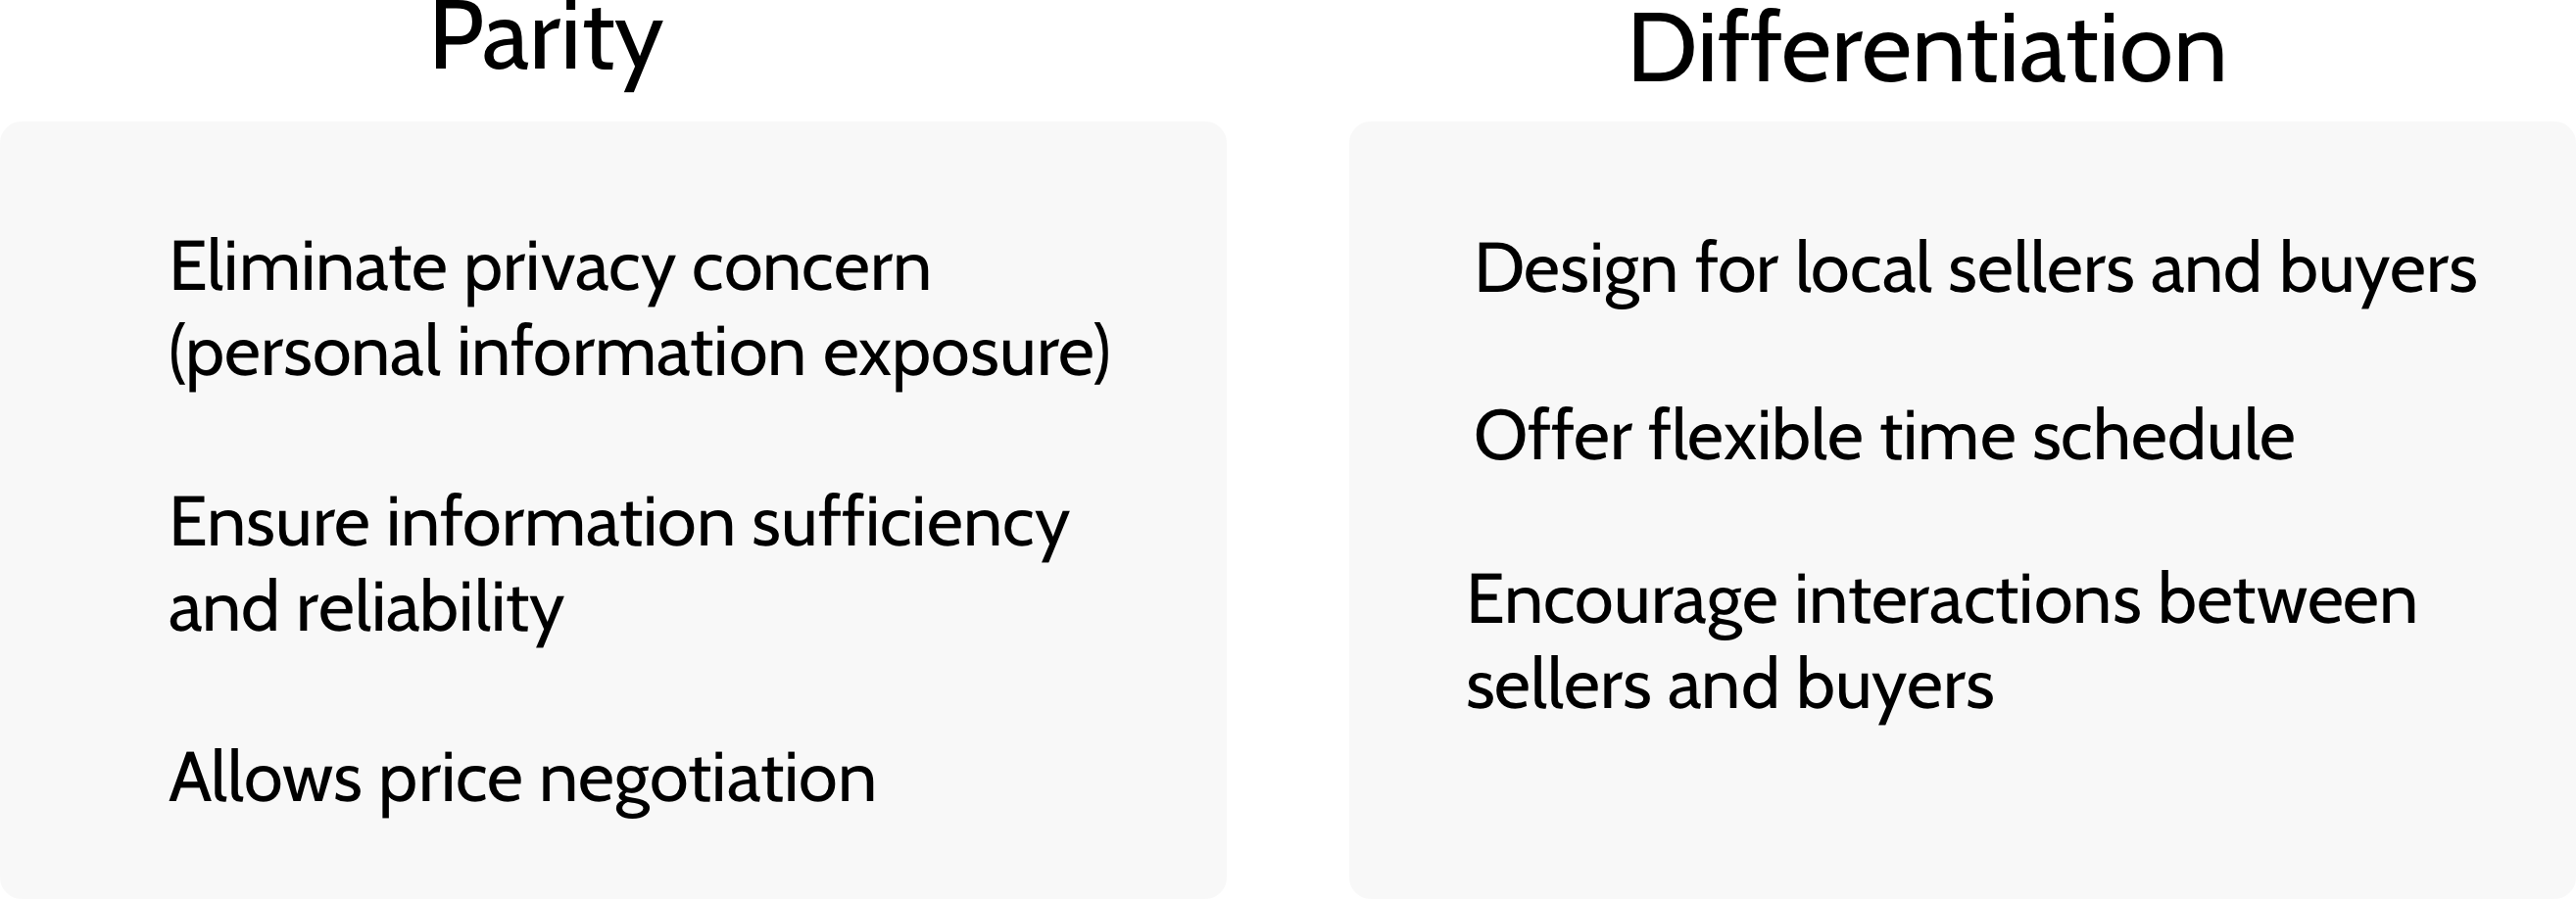 Parity
Eliminate privacy concern
(personal information exposure)
Ensure information sufficiency
and reliability
Allows price negotiation
Differentiation
Design for local sellers and buyers
Offer flexible time schedule
Encourage interactions between
sellers and buyers